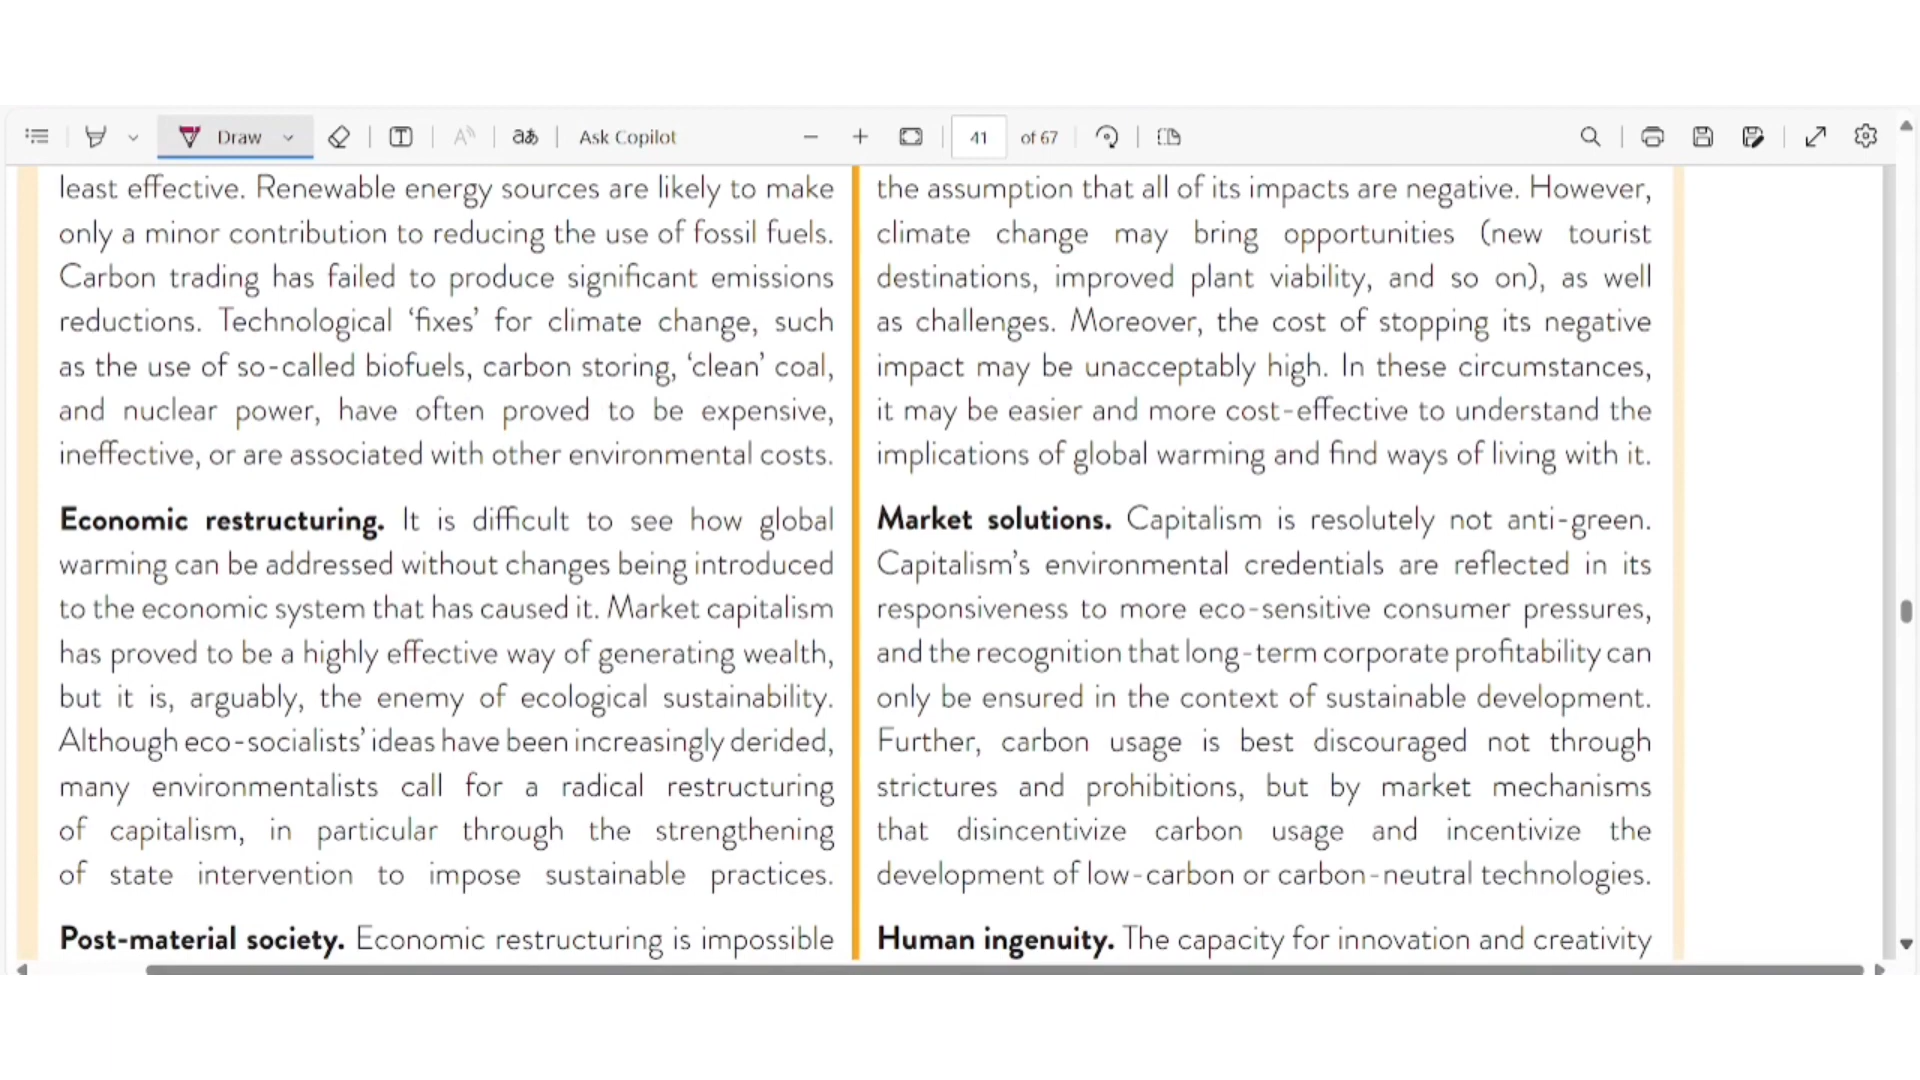 Draw
Ask Copilot
41
of 67
least effective. Renewable energy sources are likely to make
only a minor contribution to reducing the use of fossil fuels.
Carbon trading has failed to produce significant emissions
reductions. Technological ‘fixes’ for climate change, such
as the use of so-called biofuels, carbon storing, ‘clean’ coal,
and nuclear power, have often proved to be expensive,
ineffective, or are associated with other environmental costs.
Economic restructuring. It is difficult to see how global
warming can be addressed without changes being introduced
to the economic system that has caused it. Market capitalism
has proved to be a highly effective way of generating wealth,
but it is, arguably, the enemy of ecological sustainability.
Although eco-socialists’ ideas have been increasingly derided,
many environmentalists call for a radical restructuring
of capitalism, in particular through the strengthening
of state intervention to impose sustainable practices.
Post-material society. Economic restructuring is impossible
the assumption that all of its impacts are negative. However,
climate change may bring opportunities (new tourist
destinations, improved plant viability, and so on), as well
as challenges. Moreover, the cost of stopping its negative
impact may be unacceptably high. In these circumstances,
it may be easier and more cost-effective to understand the
implications of global warming and find ways of living with it.
Market solutions. Capitalism is resolutely not anti-green.
Capitalism’s environmental credentials are reflected in its
responsiveness to more eco-sensitive consumer pressures,
and the recognition that long-term corporate profitability can
only be ensured in the context of sustainable development.
Further, carbon usage is best discouraged not through
strictures and prohibitions, but by market mechanisms
that disincentivize carbon usage and incentivize the
development of low-carbon or carbon-neutral technologies.
Human ingenuity. The capacity for innovation and creativity